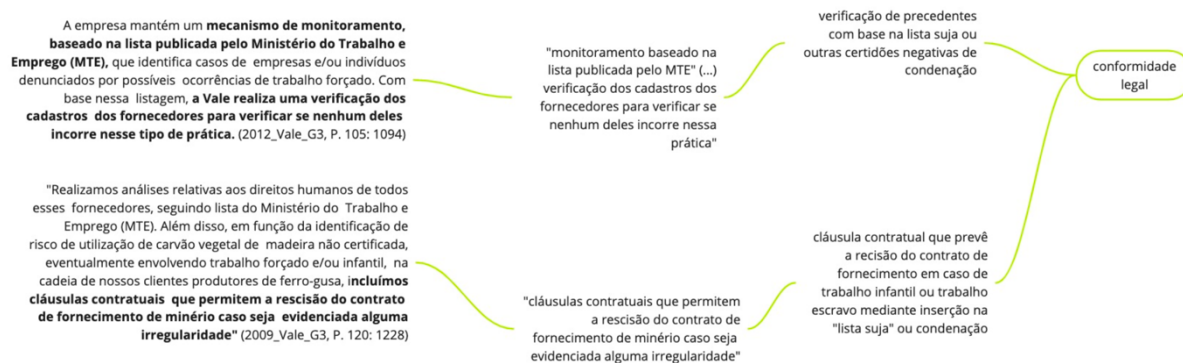 A empresa mantém um mecanismo de monitoramento,
baseado na lista publicada pelo Ministério do Trabalho e
Emprego (MTE), que identifica casos de empresas e/ou indivíduos
denunciados por possíveis ocorrências de trabalho forçado. Com
base nessa listagem, a Vale realiza uma verificação dos
cadastros dos fornecedores para verificar se nenhum deles
incorre nesse tipo de prática. (2012_Vale_G3, P. 105: 1094)
"monitoramento baseado na
lista publicada pelo MTE" (...)
verificação dos cadastros dos
fornecedores para verificar se
nenhum deles incorre nessa
prática"
verificação de precedentes
com base na lista suja ou
outras certidões negativas de
condenação
conformidade
legal
"Realizamos análises relativas aos direitos humanos de todos
esses fornecedores, seguindo lista do Ministério do Trabalho e
Emprego (MTE). Além disso, em função da identificação de
risco de utilização de carvão vegetal de madeira não certificada,
eventualmente envolvendo trabalho forçado e/ou infantil, na
cadeia de nossos clientes produtores de ferro-gusa, incluímos
cláusulas contratuais que permitem a rescisão do contrato
de fornecimento de minério caso seja evidenciada alguma
irregularidade" (2009_Vale_G3, P. 120: 1228)
"cláusulas contratuais que permitem
a rescisão do contrato de
fornecimento de minério caso seja
evidenciada alguma irregularidade"
cláusula contratual que prevê
a recisão do contrato de
fornecimento em caso de
trabalho infantil ou trabalho
escravo mediante inserção na
"lista suja" ou condenação